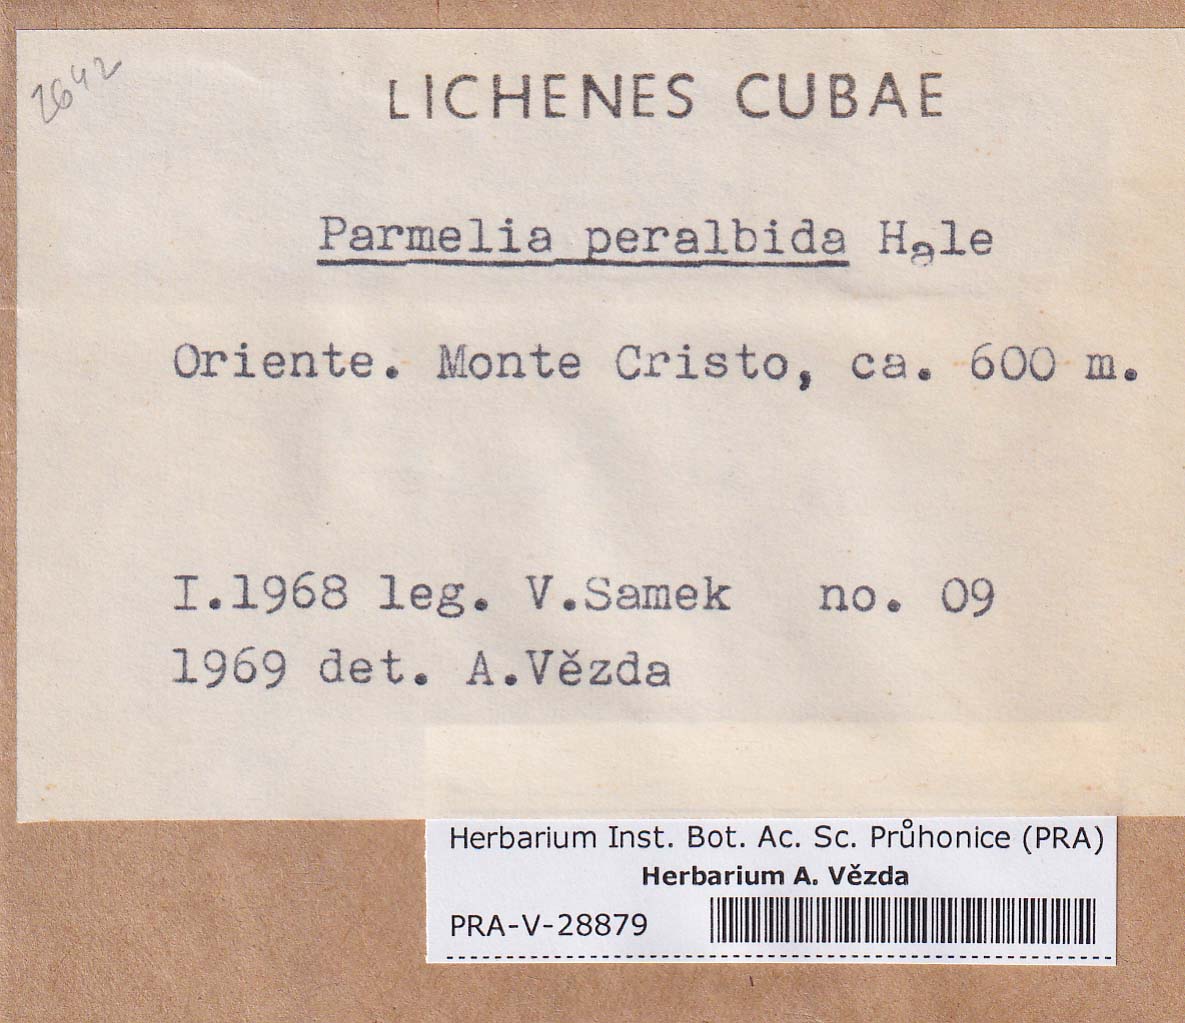 2642
LICHENES CUBAE
Parmelia peralbida Hale
Oriente. Monte Cristo, ca. 600 m.
I.1968 leg. V.Samek no. 09
1969 det. A.Vězda
Herbarium Inst. Bot. Ac. Sc. Průhonice (PRA)
Herbarium A. Vězda
PRA-V-28879